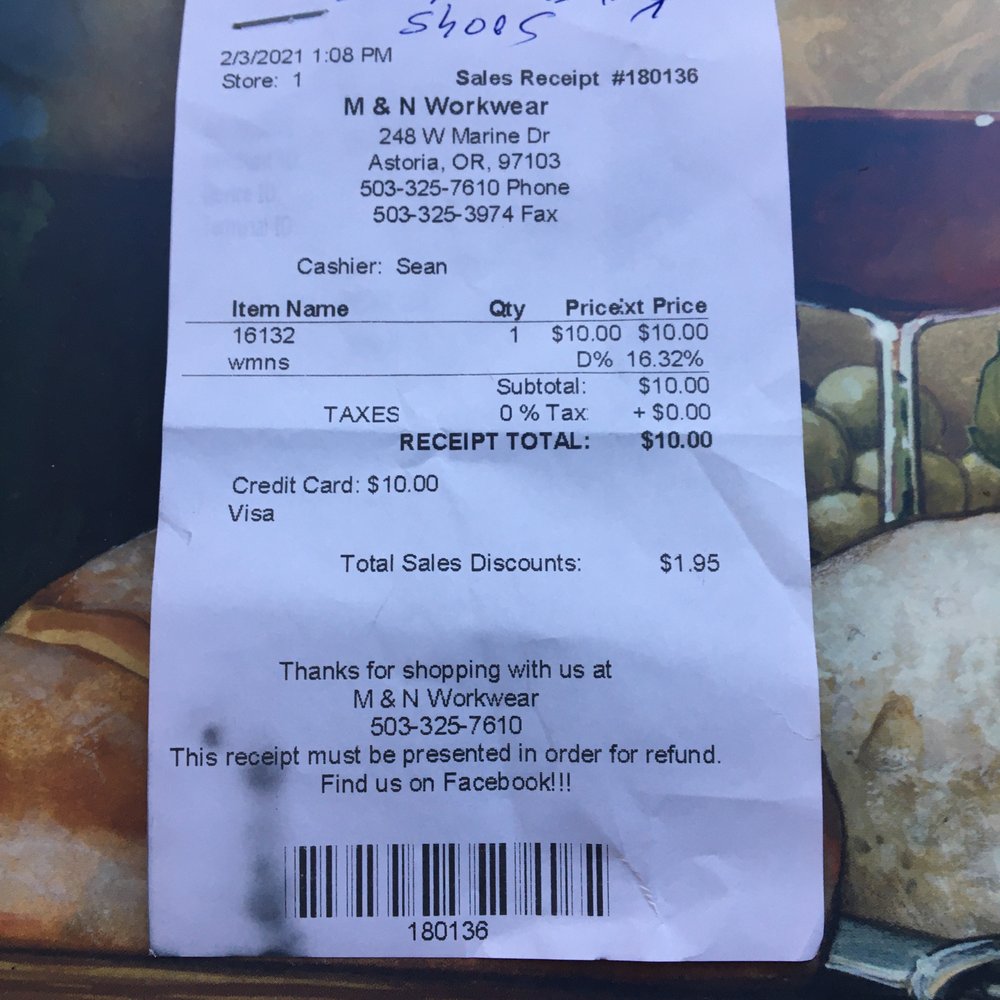 shoes
2/3/2021 1:08 PM
Store: 1 Sales Receipt #180136
M & N Workwear
248 W Marine Dr
Astoria, OR, 97103
503-325-7610 Phone
503-325-3974 Fax
Cashier: Sean
Item Name Qty Price Ext Price
16132 1 $10.00 $10.00
wmns D% 16.32%
Subtotal: $10.00
TAXES 0 % Tax: + $0.00
RECEIPT TOTAL: $10.00
Credit Card: $10.00
Visa
Total Sales Discounts: $1.95
Thanks for shopping with us at
M & N Workwear
503-325-7610
This receipt must be presented in order for refund.
Find us on Facebook!!!
180136